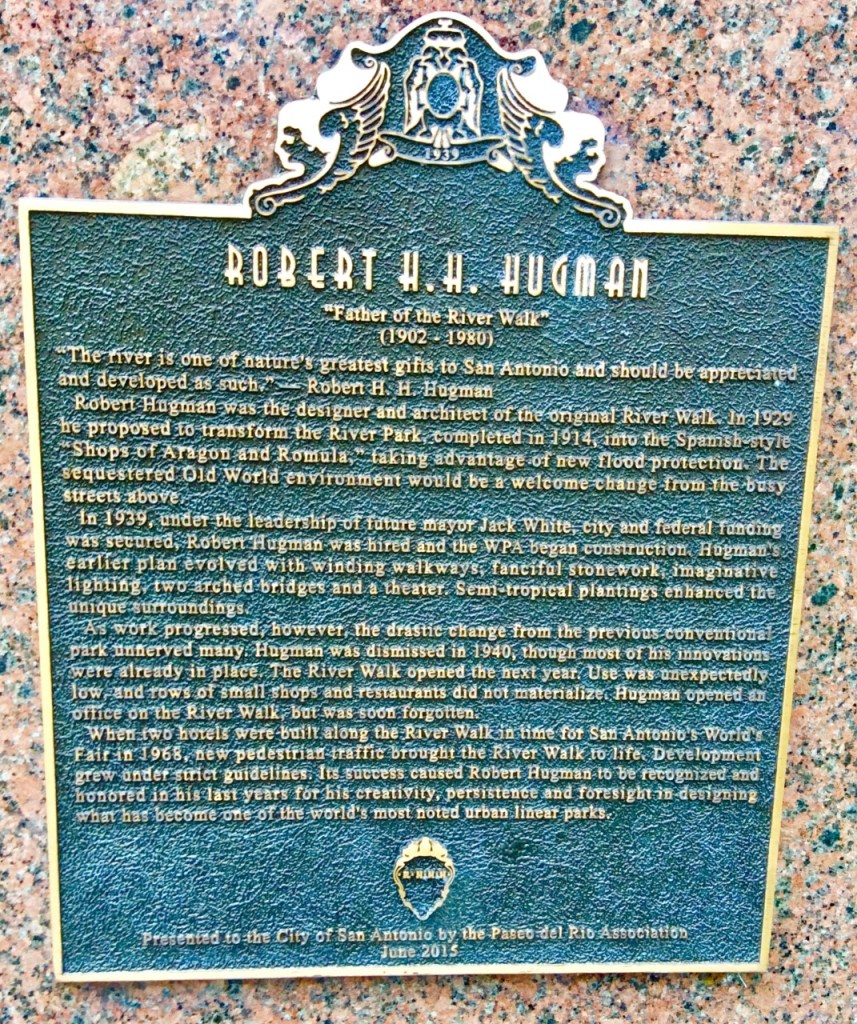 1939
ROBERT H.H. HUGMAN
"Father of the River Walk"
(1902 - 1980)
"The river is one of nature's greatest gifts to San Antonio and should be appreciated
and developed as such." — Robert H. H. Hugman
Robert Hugman was the designer and architect of the original River Walk. In 1929
he proposed to transform the River Park, completed in 1914, into the Spanish-style
"Shops of Aragon and Romula," taking advantage of new flood protection. The
sequestered Old World environment would be a welcome change from the busy
streets above.
In 1939, under the leadership of future mayor Jack White, city and federal funding
was secured, Robert Hugman was hired and the WPA began construction. Hugman's
earlier plan evolved with winding walkways, fanciful stonework, imaginative
lighting, two arched bridges and a theater. Semi-tropical plantings enhanced the
unique surroundings.
As work progressed, however, the drastic change from the previous conventional
park unnerved many. Hugman was dismissed in 1940, though most of his innovations
were already in place. The River Walk opened the next year. Use was unexpectedly
low, and rows of small shops and restaurants did not materialize. Hugman opened an
office on the River Walk, but was soon forgotten.
When two hotels were built along the River Walk in time for San Antonio's World's
Fair in 1968, new pedestrian traffic brought the River Walk to life. Development
grew under strict guidelines. Its success caused Robert Hugman to be recognized and
honored in his last years for his creativity, persistence and foresight in designing
what has become one of the world's most noted urban linear parks.
R·H·H·H
Presented to the City of San Antonio by the Paseo del Rio Association
June 2015